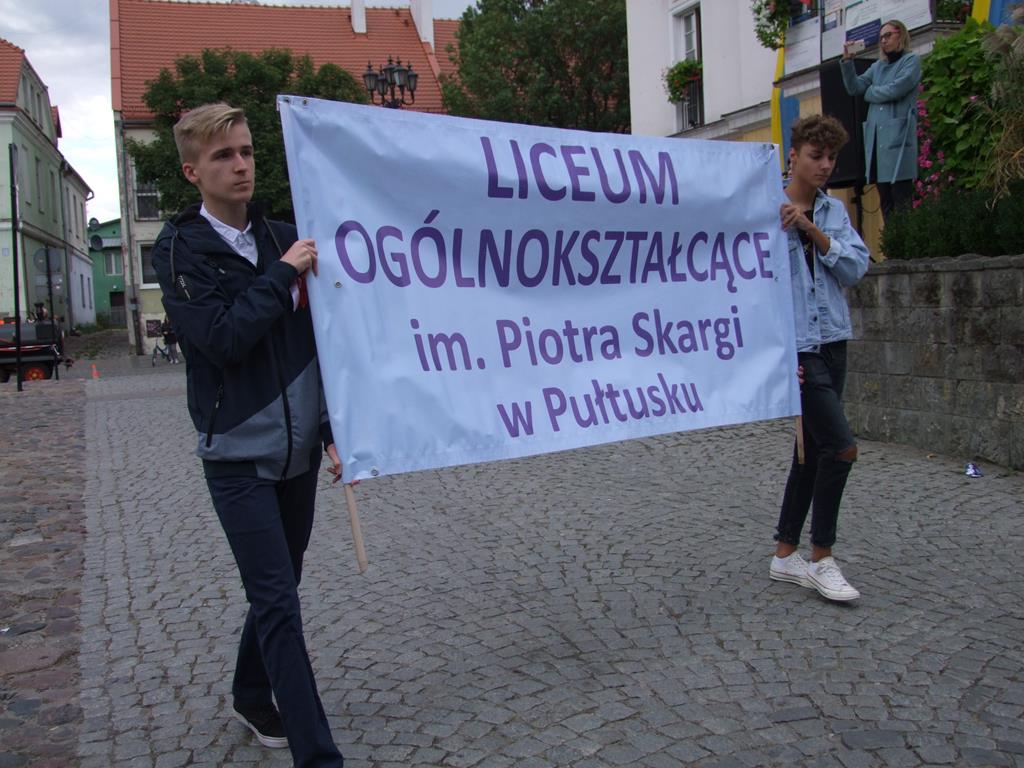 LICEUM
OGÓLNOKSZTAŁCĄCE
im. Piotra Skargi
w Pułtusku